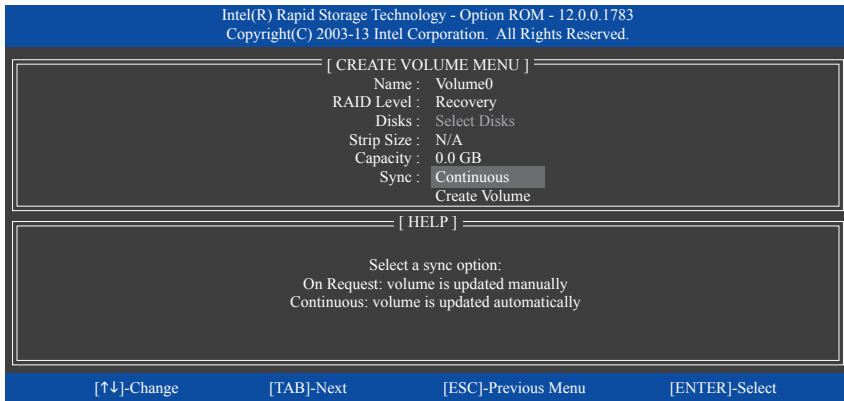 Intel(R) Rapid Storage Technology - Option ROM - 12.0.0.1783
Copyright(C) 2003-13 Intel Corporation. All Rights Reserved.
[ CREATE VOLUME MENU ]
Name : Volume0
RAID Level : Recovery
Disks : Select Disks
Strip Size : N/A
Capacity : 0.0 GB
Sync : Continuous
Create Volume
[ HELP ]
Select a sync option:
On Request: volume is updated manually
Continuous: volume is updated automatically
[↑↓]-Change [TAB]-Next [ESC]-Previous Menu [ENTER]-Select